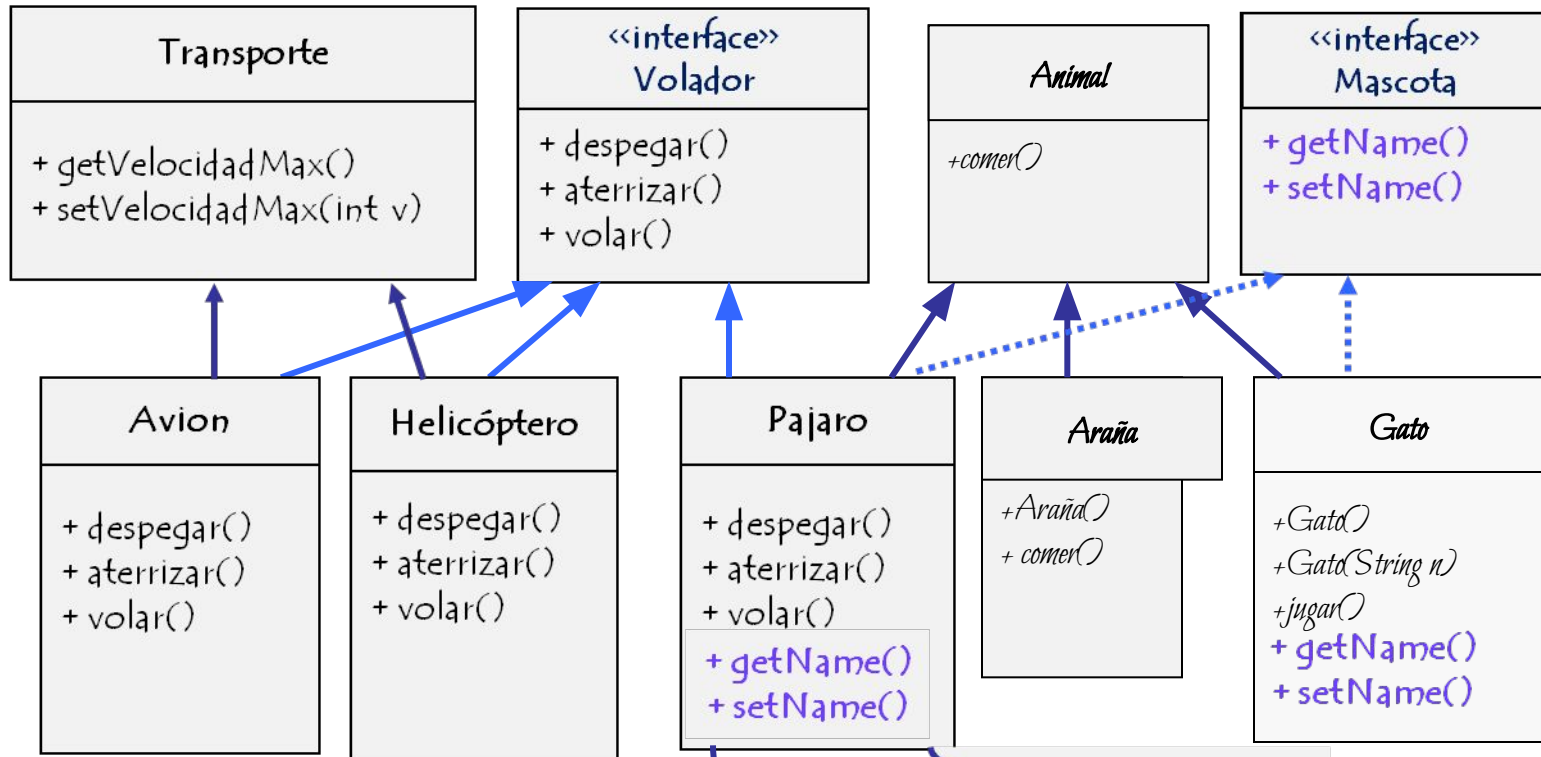 Transporte
+ getVelocidadMax()
+ setVelocidadMax(int v)
<<interface>>
Volador
+ despegar()
+ aterrizar()
+ volar()
Animal
+comer()
<<interface>>
Mascota
+ getName()
+ setName()
Avion
+ despegar()
+ aterrizar()
+ volar()
Helicóptero
+ despegar()
+ aterrizar()
+ volar()
Pajaro
+ despegar()
+ aterrizar()
+ volar()
+ getName()
+ setName()
Araña
+Araña()
+ comer()
Gato
+Gato()
+Gato(String n)
+jugar()
+ getName()
+ setName()